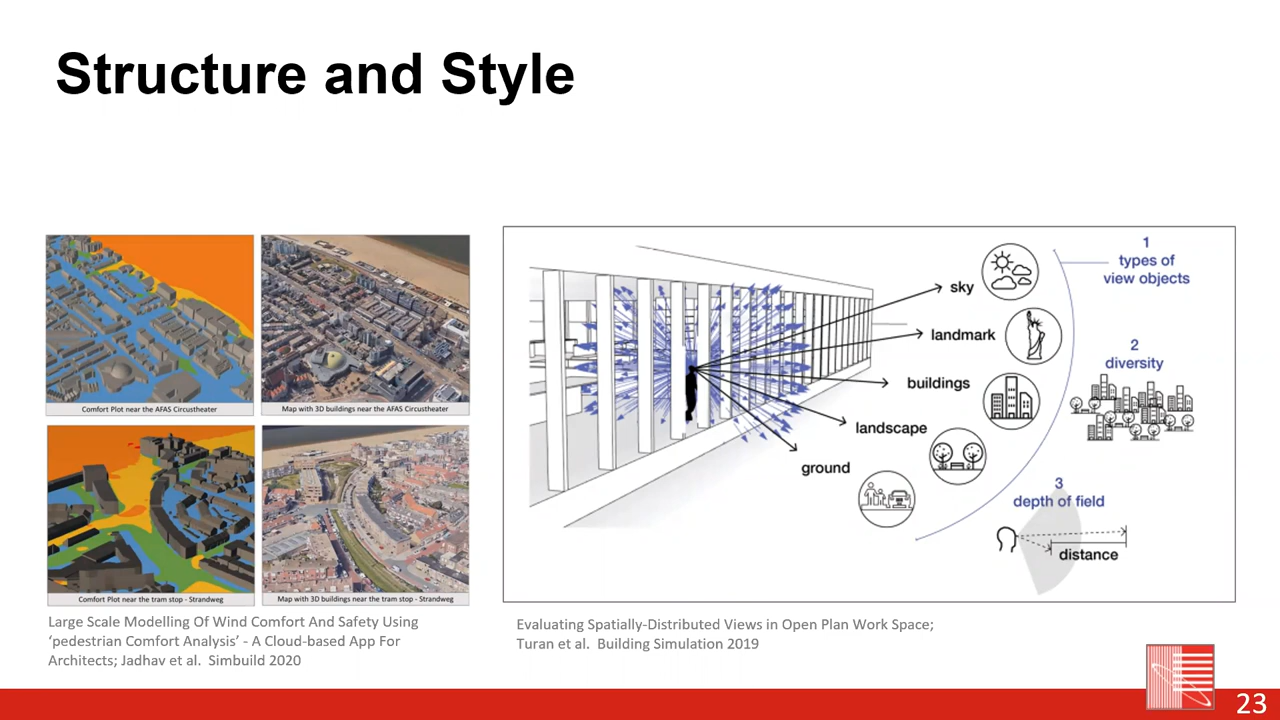 Structure and Style
Comfort Plot near the AFAS Circustheater
Map with 3D buildings near the AFAS Circustheater
Comfort Plot near the tram stop - Strandweg
Map with 3D buildings near the tram stop - Strandweg
Large Scale Modelling Of Wind Comfort And Safety Using
‘pedestrian Comfort Analysis’ - A Cloud-based App For
Architects; Jadhav et al.  Simbuild 2020
sky
landmark
buildings
landscape
ground
1
types of
view objects
2
diversity
3
depth of field
distance
Evaluating Spatially-Distributed Views in Open Plan Work Space;
Turan et al.  Building Simulation 2019
23